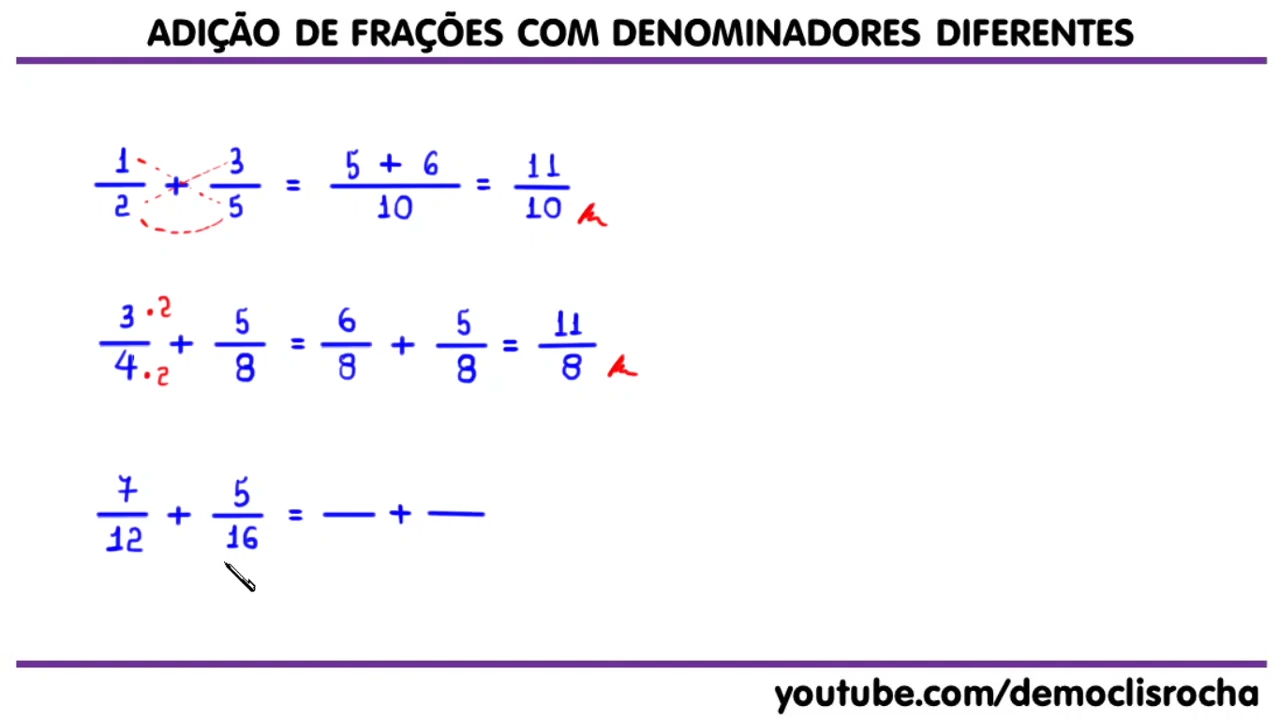 ADIÇÃO DE FRAÇÕES COM DENOMINADORES DIFERENTES
1/2 + 3/5 = (5 + 6)/10 = 11/10
3·2/4·2 + 5/8 = 6/8 + 5/8 = 11/8
7/12 + 5/16 = — + —
youtube.com/democlisrocha